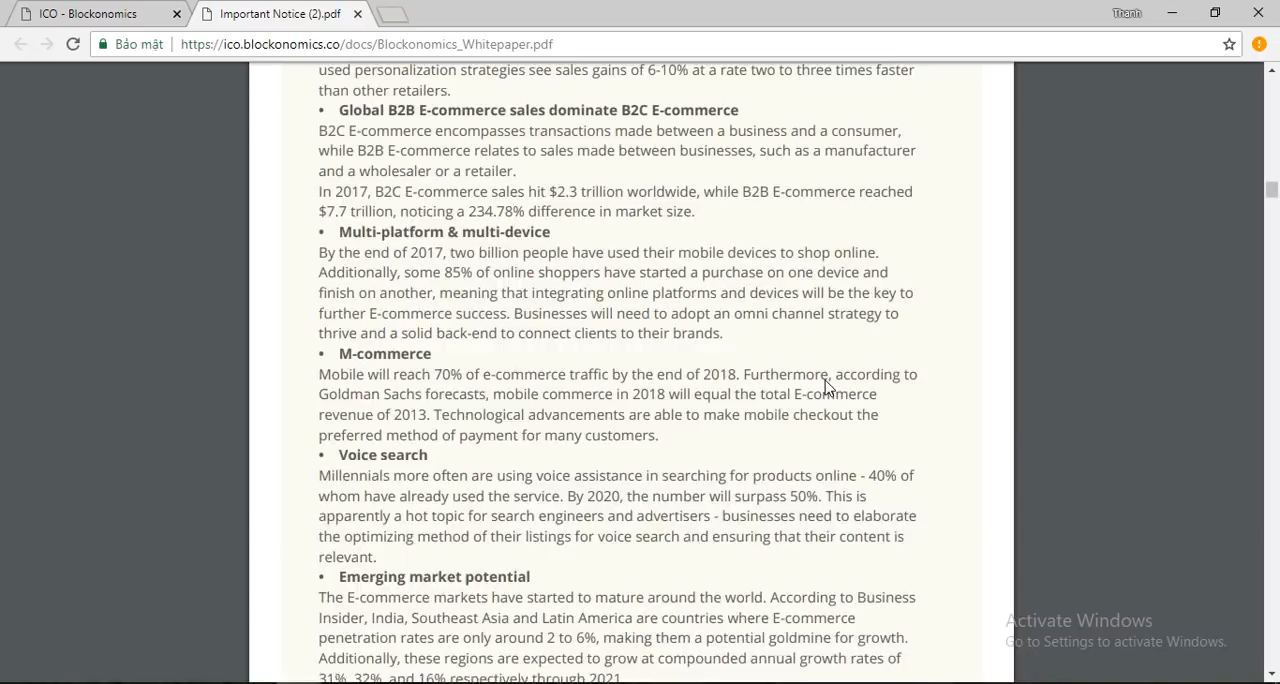 ICO - Blockonomics
Important Notice (2).pdf
Thanh
Bảo mật
https://ico.blockonomics.co/docs/Blockonomics_Whitepaper.pdf
used personalization strategies see sales gains of 6-10% at a rate two to three times faster
than other retailers.
• Global B2B E-commerce sales dominate B2C E-commerce
B2C E-commerce encompasses transactions made between a business and a consumer,
while B2B E-commerce relates to sales made between businesses, such as a manufacturer
and a wholesaler or a retailer.
In 2017, B2C E-commerce sales hit $2.3 trillion worldwide, while B2B E-commerce reached
$7.7 trillion, noticing a 234.78% difference in market size.
• Multi-platform & multi-device
By the end of 2017, two billion people have used their mobile devices to shop online.
Additionally, some 85% of online shoppers have started a purchase on one device and
finish on another, meaning that integrating online platforms and devices will be the key to
further E-commerce success. Businesses will need to adopt an omni channel strategy to
thrive and a solid back-end to connect clients to their brands.
• M-commerce
Mobile will reach 70% of e-commerce traffic by the end of 2018. Furthermore, according to
Goldman Sachs forecasts, mobile commerce in 2018 will equal the total E-commerce
revenue of 2013. Technological advancements are able to make mobile checkout the
preferred method of payment for many customers.
• Voice search
Millennials more often are using voice assistance in searching for products online - 40% of
whom have already used the service. By 2020, the number will surpass 50%. This is
apparently a hot topic for search engines and advertisers - businesses need to elaborate
the optimizing method of their listings for voice search and ensuring that their content is
relevant.
• Emerging market potential
The E-commerce markets have started to mature around the world. According to Business
Insider, India, Southeast Asia and Latin America are countries where E-commerce
penetration rates are only around 2 to 6%, making them a potential goldmine for growth.
Additionally, these regions are expected to grow at compounded annual growth rates of
31%, 32%, and 16% respectively through 2021.
Activate Windows
Go to Settings to activate Windows.